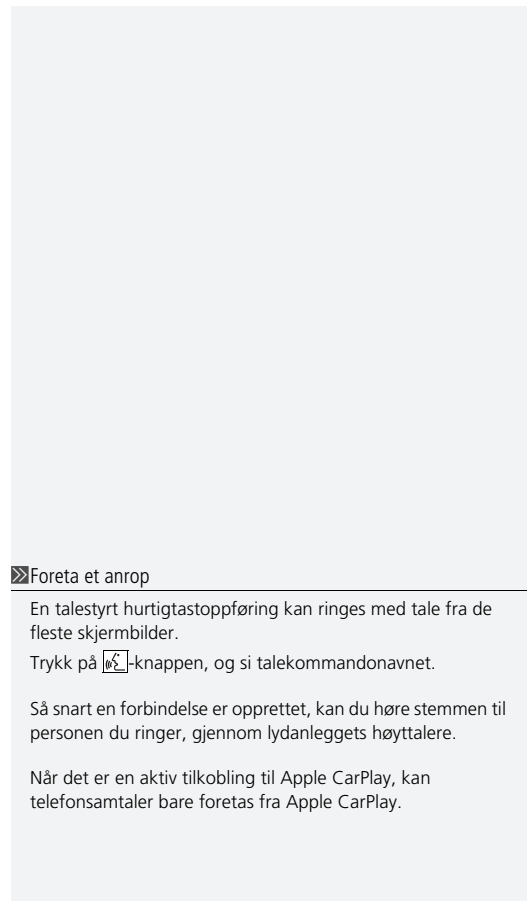 Foreta et anrop
En talestyrt hurtigtastoppføring kan ringes med tale fra de
fleste skjermbilder.
Trykk på -knappen, og si talekommandonavnet.
Så snart en forbindelse er opprettet, kan du høre stemmen til
personen du ringer, gjennom lydanleggets høyttalere.
Når det er en aktiv tilkobling til Apple CarPlay, kan
telefonsamtaler bare foretas fra Apple CarPlay.